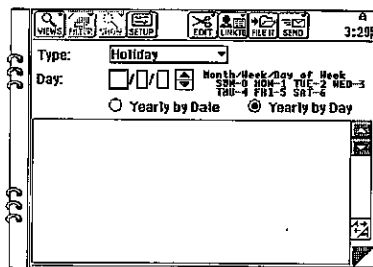 VIEWS FILTER SHOW SETUP EDIT LINKTO FILE IT SEND A 3:29
Type: Holiday
Day: / / Month/Week/Day of Week
SUN-0 MON-1 TUE-2 WED-3
THU-4 FRI-5 SAT-6
Yearly by Date Yearly by Day